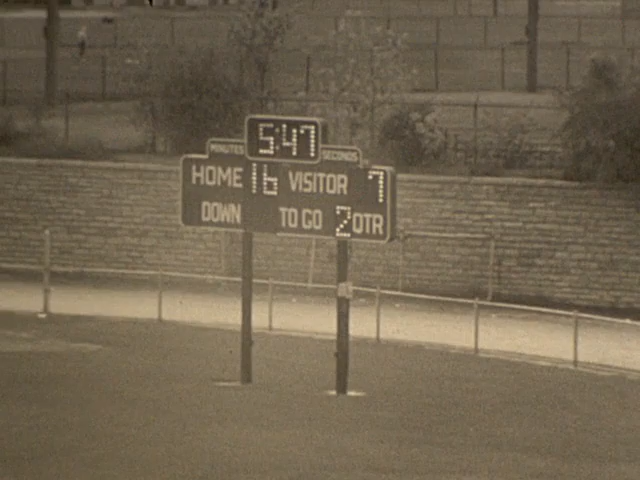 5:47
MINUTES SECONDS
HOME 16 VISITOR 7
DOWN TO GO 2 QTR